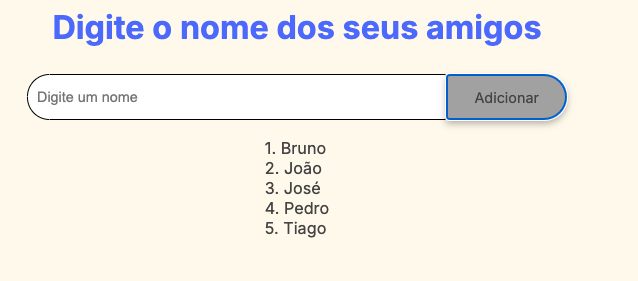 Digite o nome dos seus amigos
Digite um nome
Adicionar
1. Bruno
2. João
3. José
4. Pedro
5. Tiago